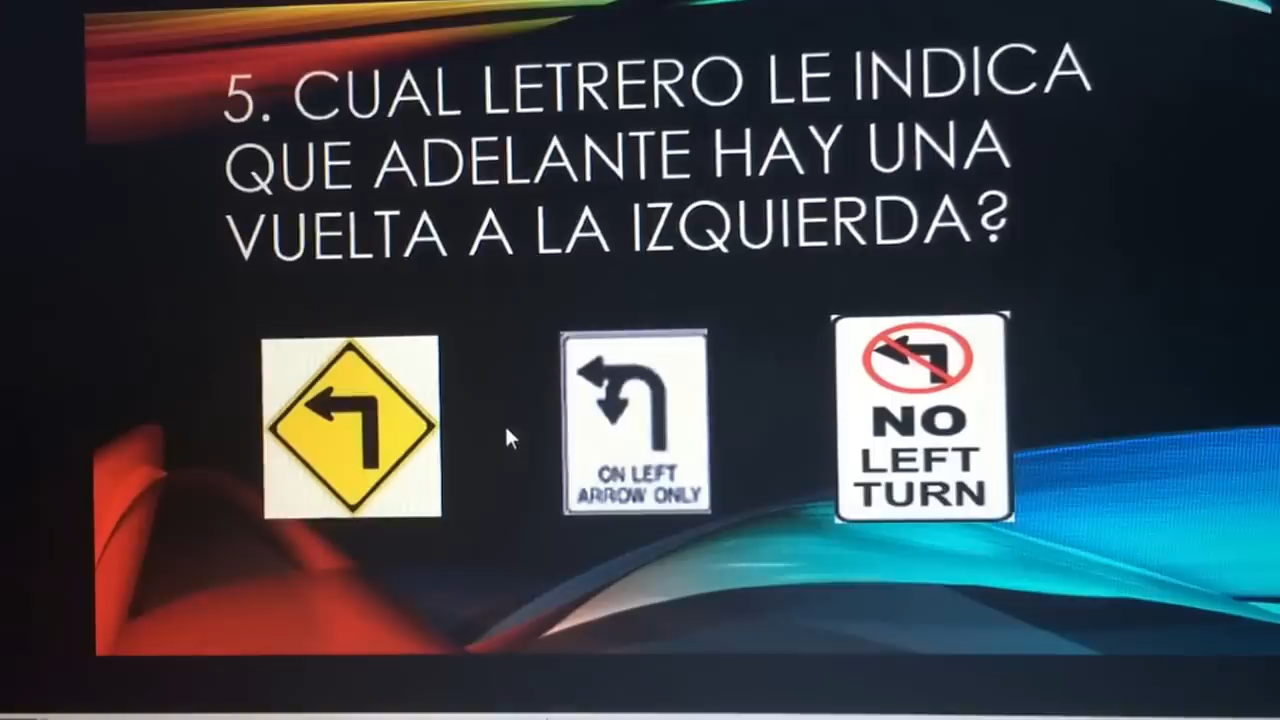 5. CUAL LETRERO LE INDICA
QUE ADELANTE HAY UNA
VUELTA A LA IZQUIERDA?
ON LEFT
ARROW ONLY
NO
LEFT
TURN